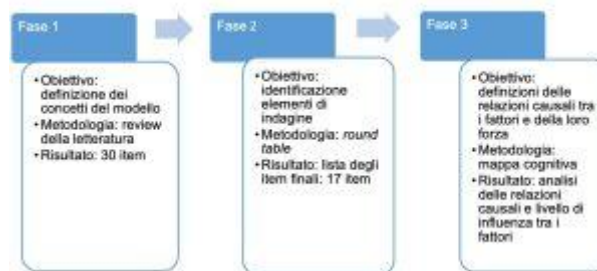 Fase 1
• Obiettivo:
definizione dei
concetti del modello
• Metodologia: review
della letteratura
• Risultato: 30 item
Fase 2
• Obiettivo:
identificazione
elementi di
indagine
• Metodologia: round
table
• Risultato: lista degli
item finali: 17 item
Fase 3
• Obiettivo:
definizioni delle
relazioni causali tra
i fattori e della loro
forza
• Metodologia:
mappa cognitiva
• Risultato: analisi
delle relazioni
causali e livello di
influenza tra i
fattori